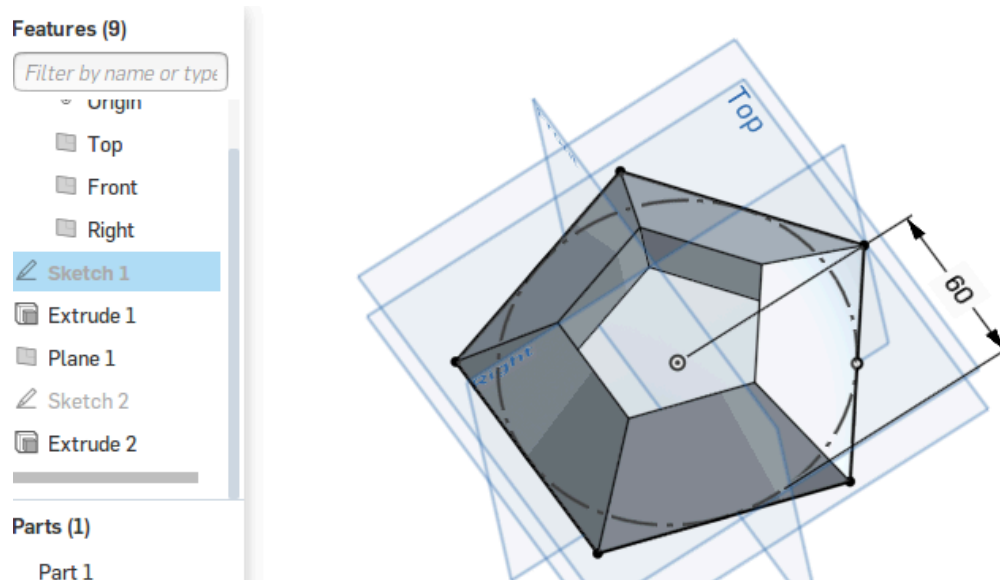 Features (9)
Filter by name or type
Origin
Top
Front
Right
Sketch 1
Extrude 1
Plane 1
Sketch 2
Extrude 2
Parts (1)
Part 1
Top
Right
60